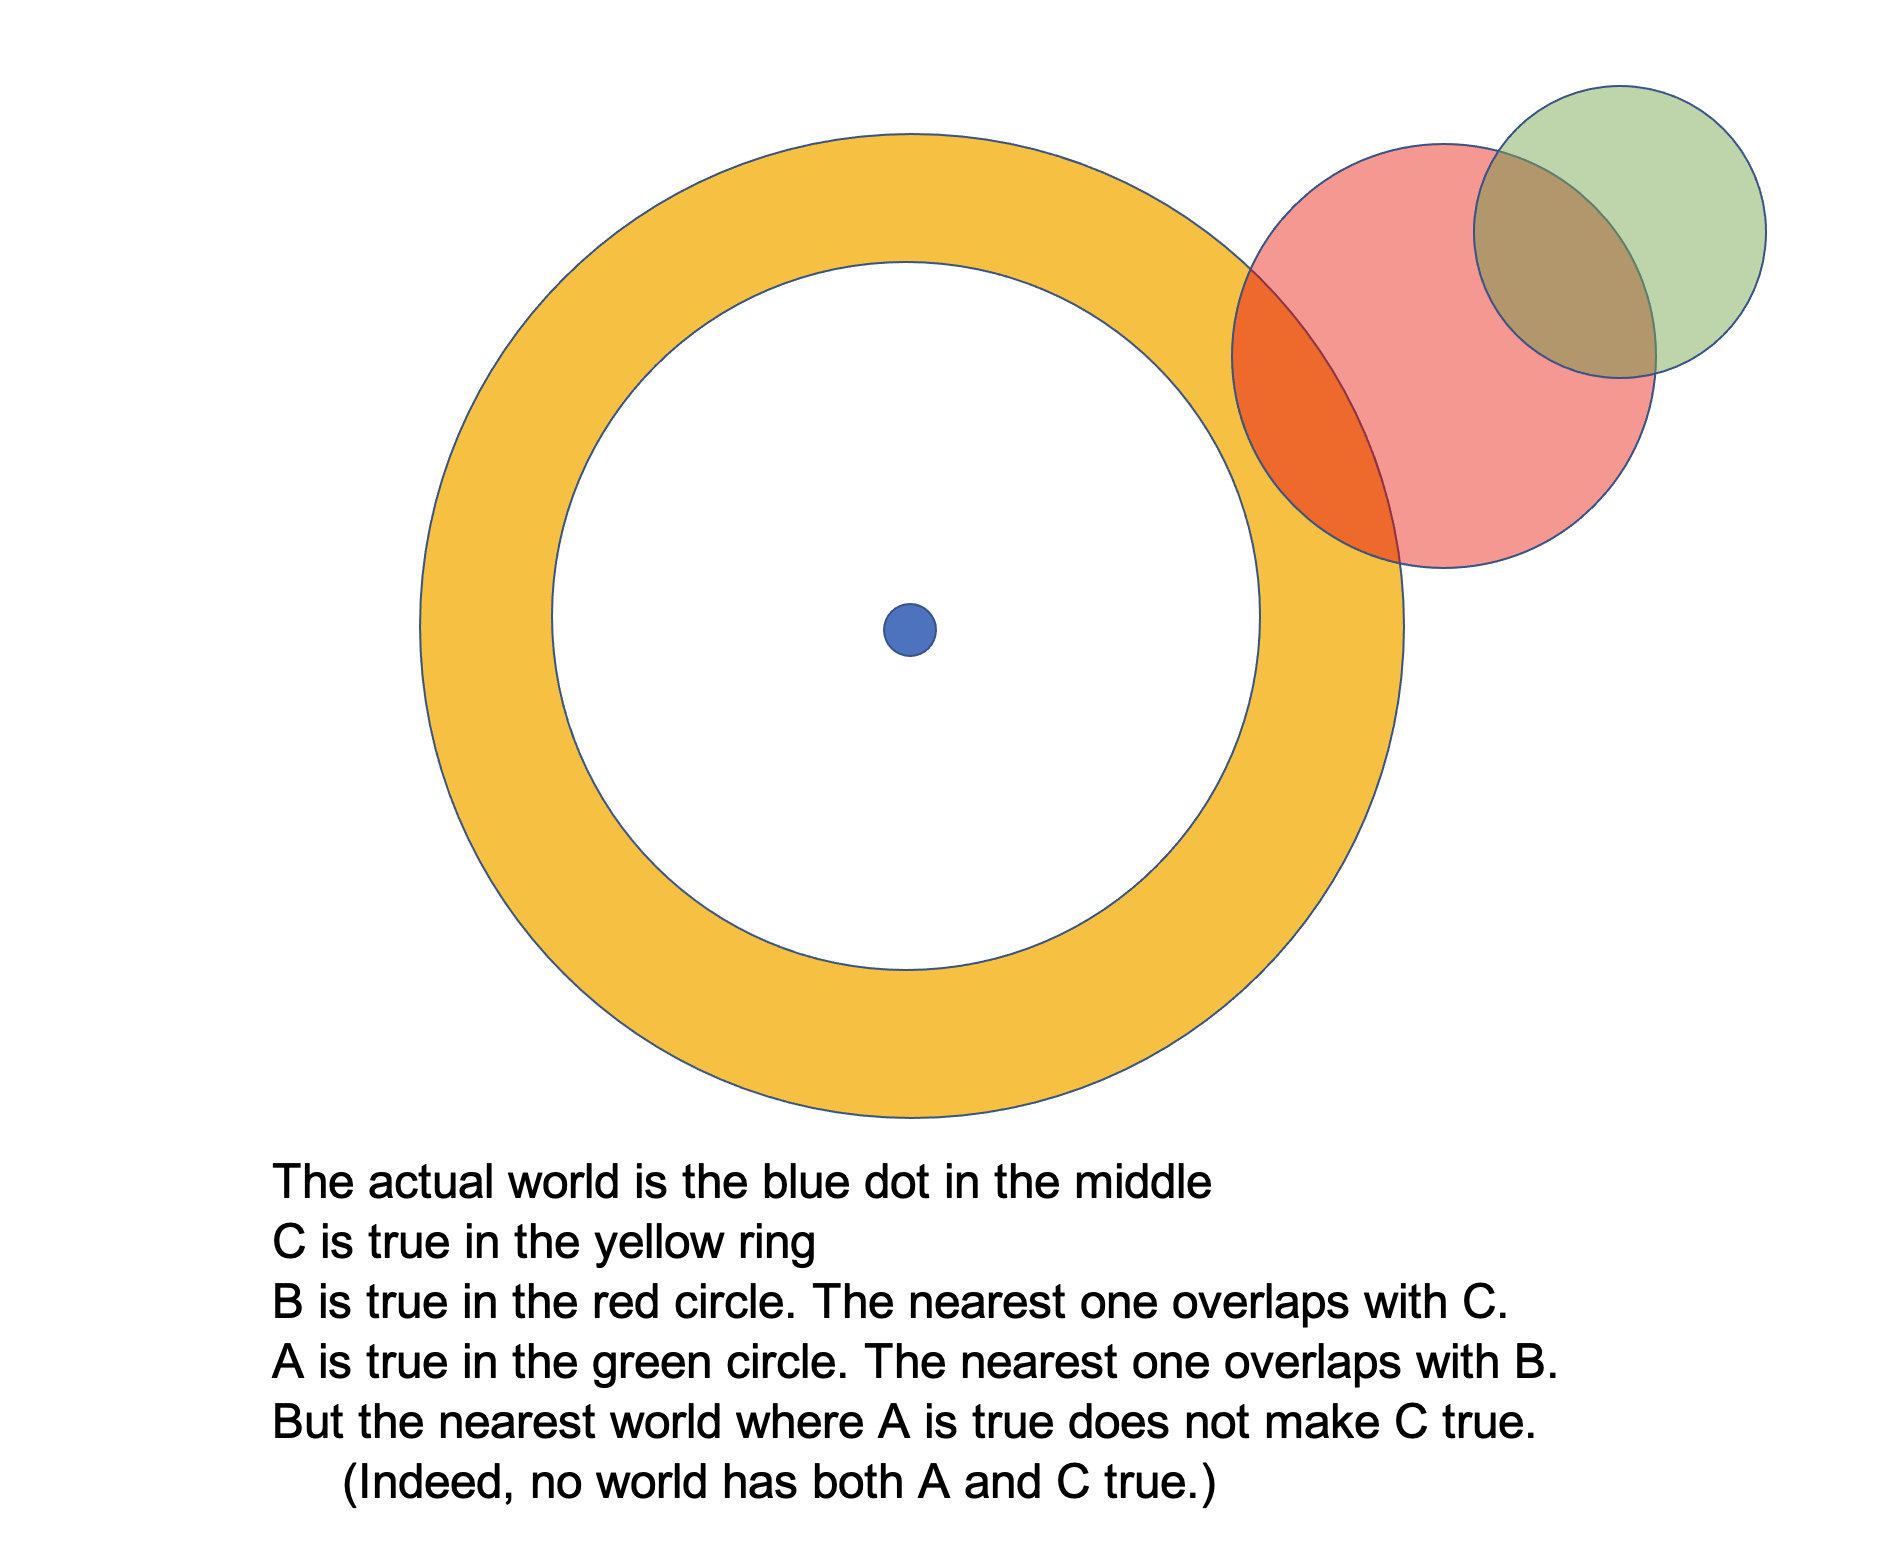 The actual world is the blue dot in the middle
C is true in the yellow ring
B is true in the red circle. The nearest one overlaps with C.
A is true in the green circle. The nearest one overlaps with B.
But the nearest world where A is true does not make C true.
(Indeed, no world has both A and C true.)